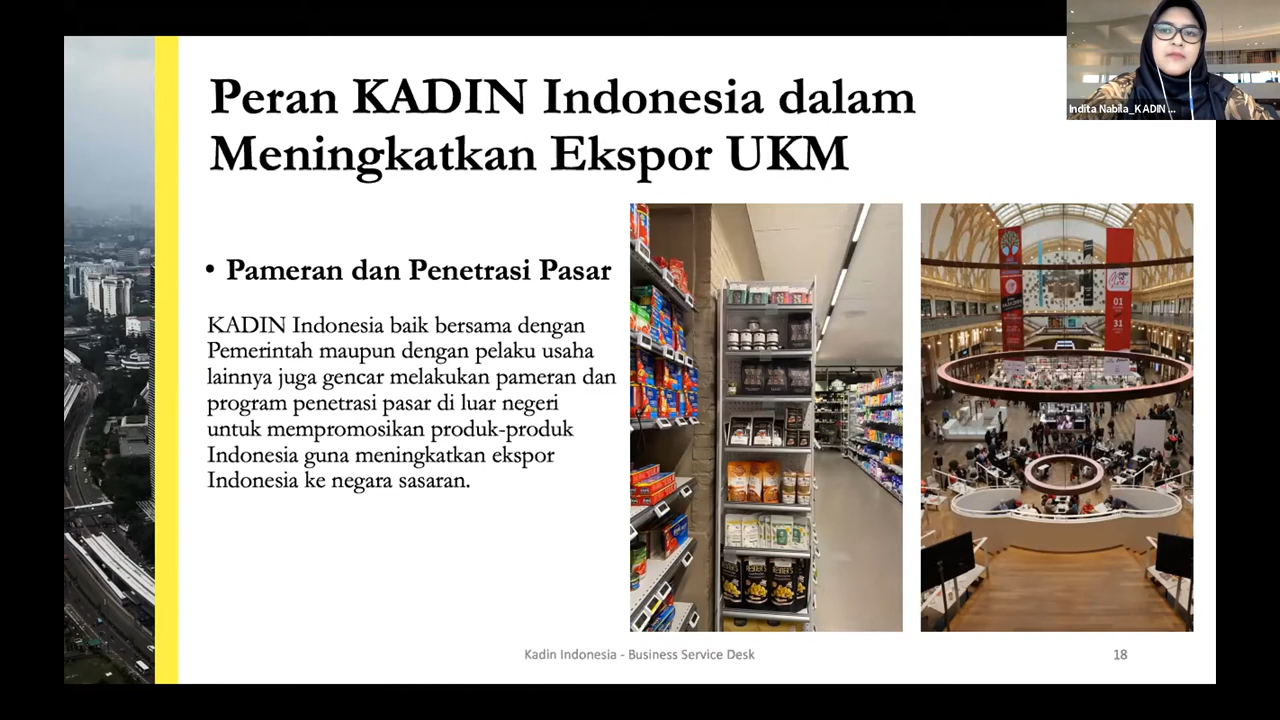 Peran KADIN Indonesia dalam
Meningkatkan Ekspor UKM
Indita Nabila_KADIN ...
• Pameran dan Penetrasi Pasar
KADIN Indonesia baik bersama dengan
Pemerintah maupun dengan pelaku usaha
lainnya juga gencar melakukan pameran dan
program penetrasi pasar di luar negeri
untuk mempromosikan produk-produk
Indonesia guna meningkatkan ekspor
Indonesia ke negara sasaran.
01
31
Kadin Indonesia - Business Service Desk
18